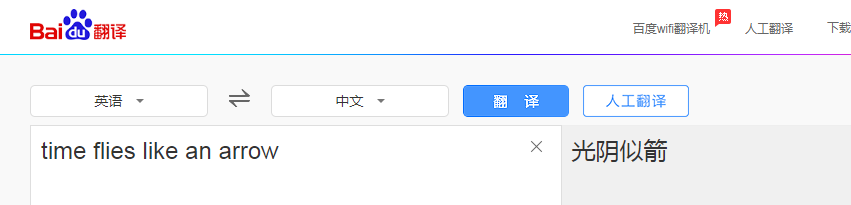 Bai du 翻译
百度wifi翻译机 热 人工翻译 下载
英语 中文 翻 译 人工翻译
time flies like an arrow 光阴似箭